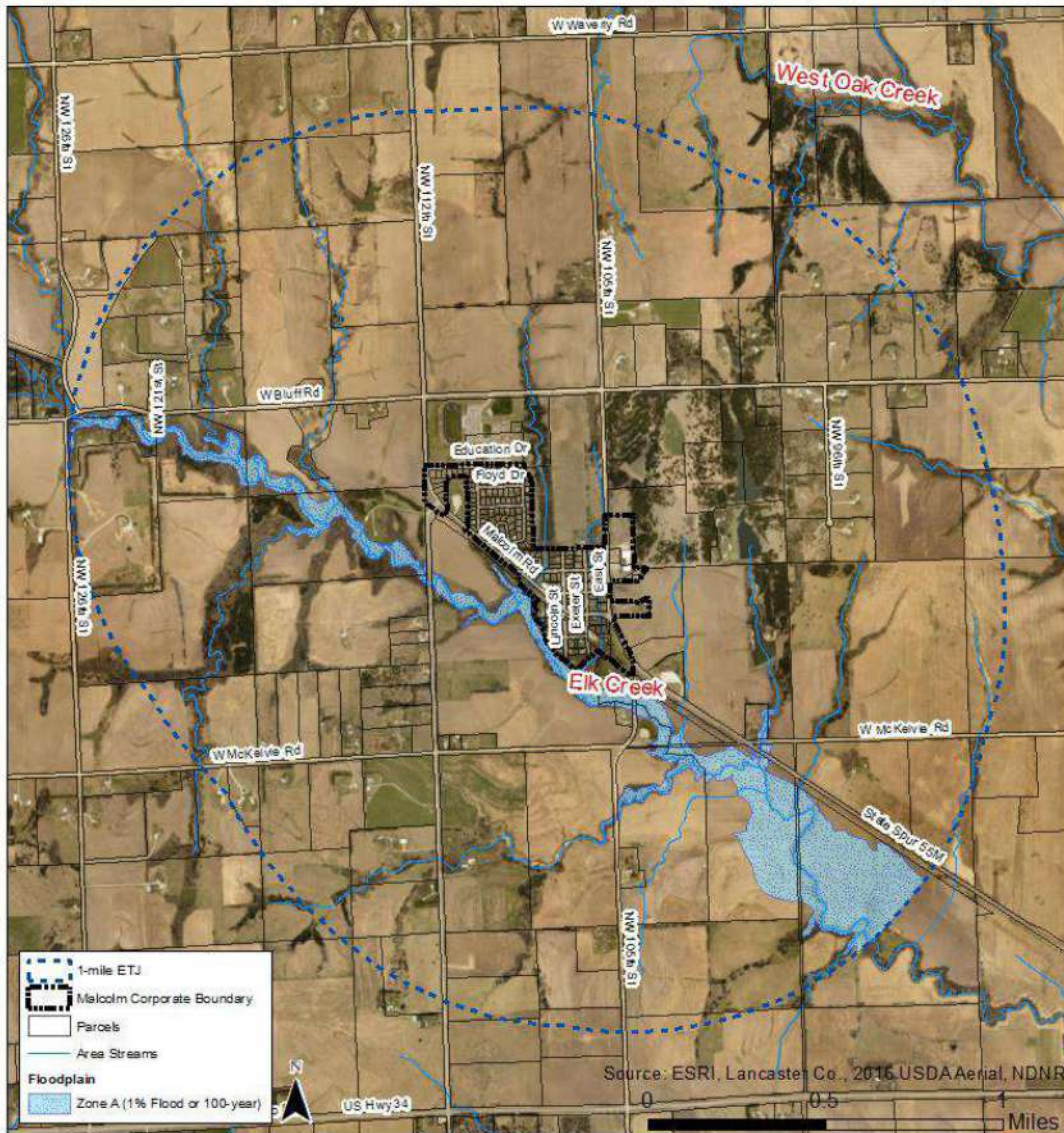 W Waverly Rd
West Oak Creek
NW 126th St
NW 112th St
NW 105th St
NW 121st St
W Bluff Rd
NW 96th St
Education Dr
Floyd Dr
Malcolm Rd
Lincoln St
Exeter St
East St
NW 126th St
Elk Creek
W McKelvie Rd
W McKelvie Rd
State Spur 55M
NW 105th St
1-mile ETJ
Malcolm Corporate Boundary
Parcels
Area Streams
Floodplain
Zone A (1% Flood or 100-year)
N
US Hwy 34
Source: ESRI, Lancaster Co., 2016 USDA Aerial, NDNR
0 0.5 1
Miles